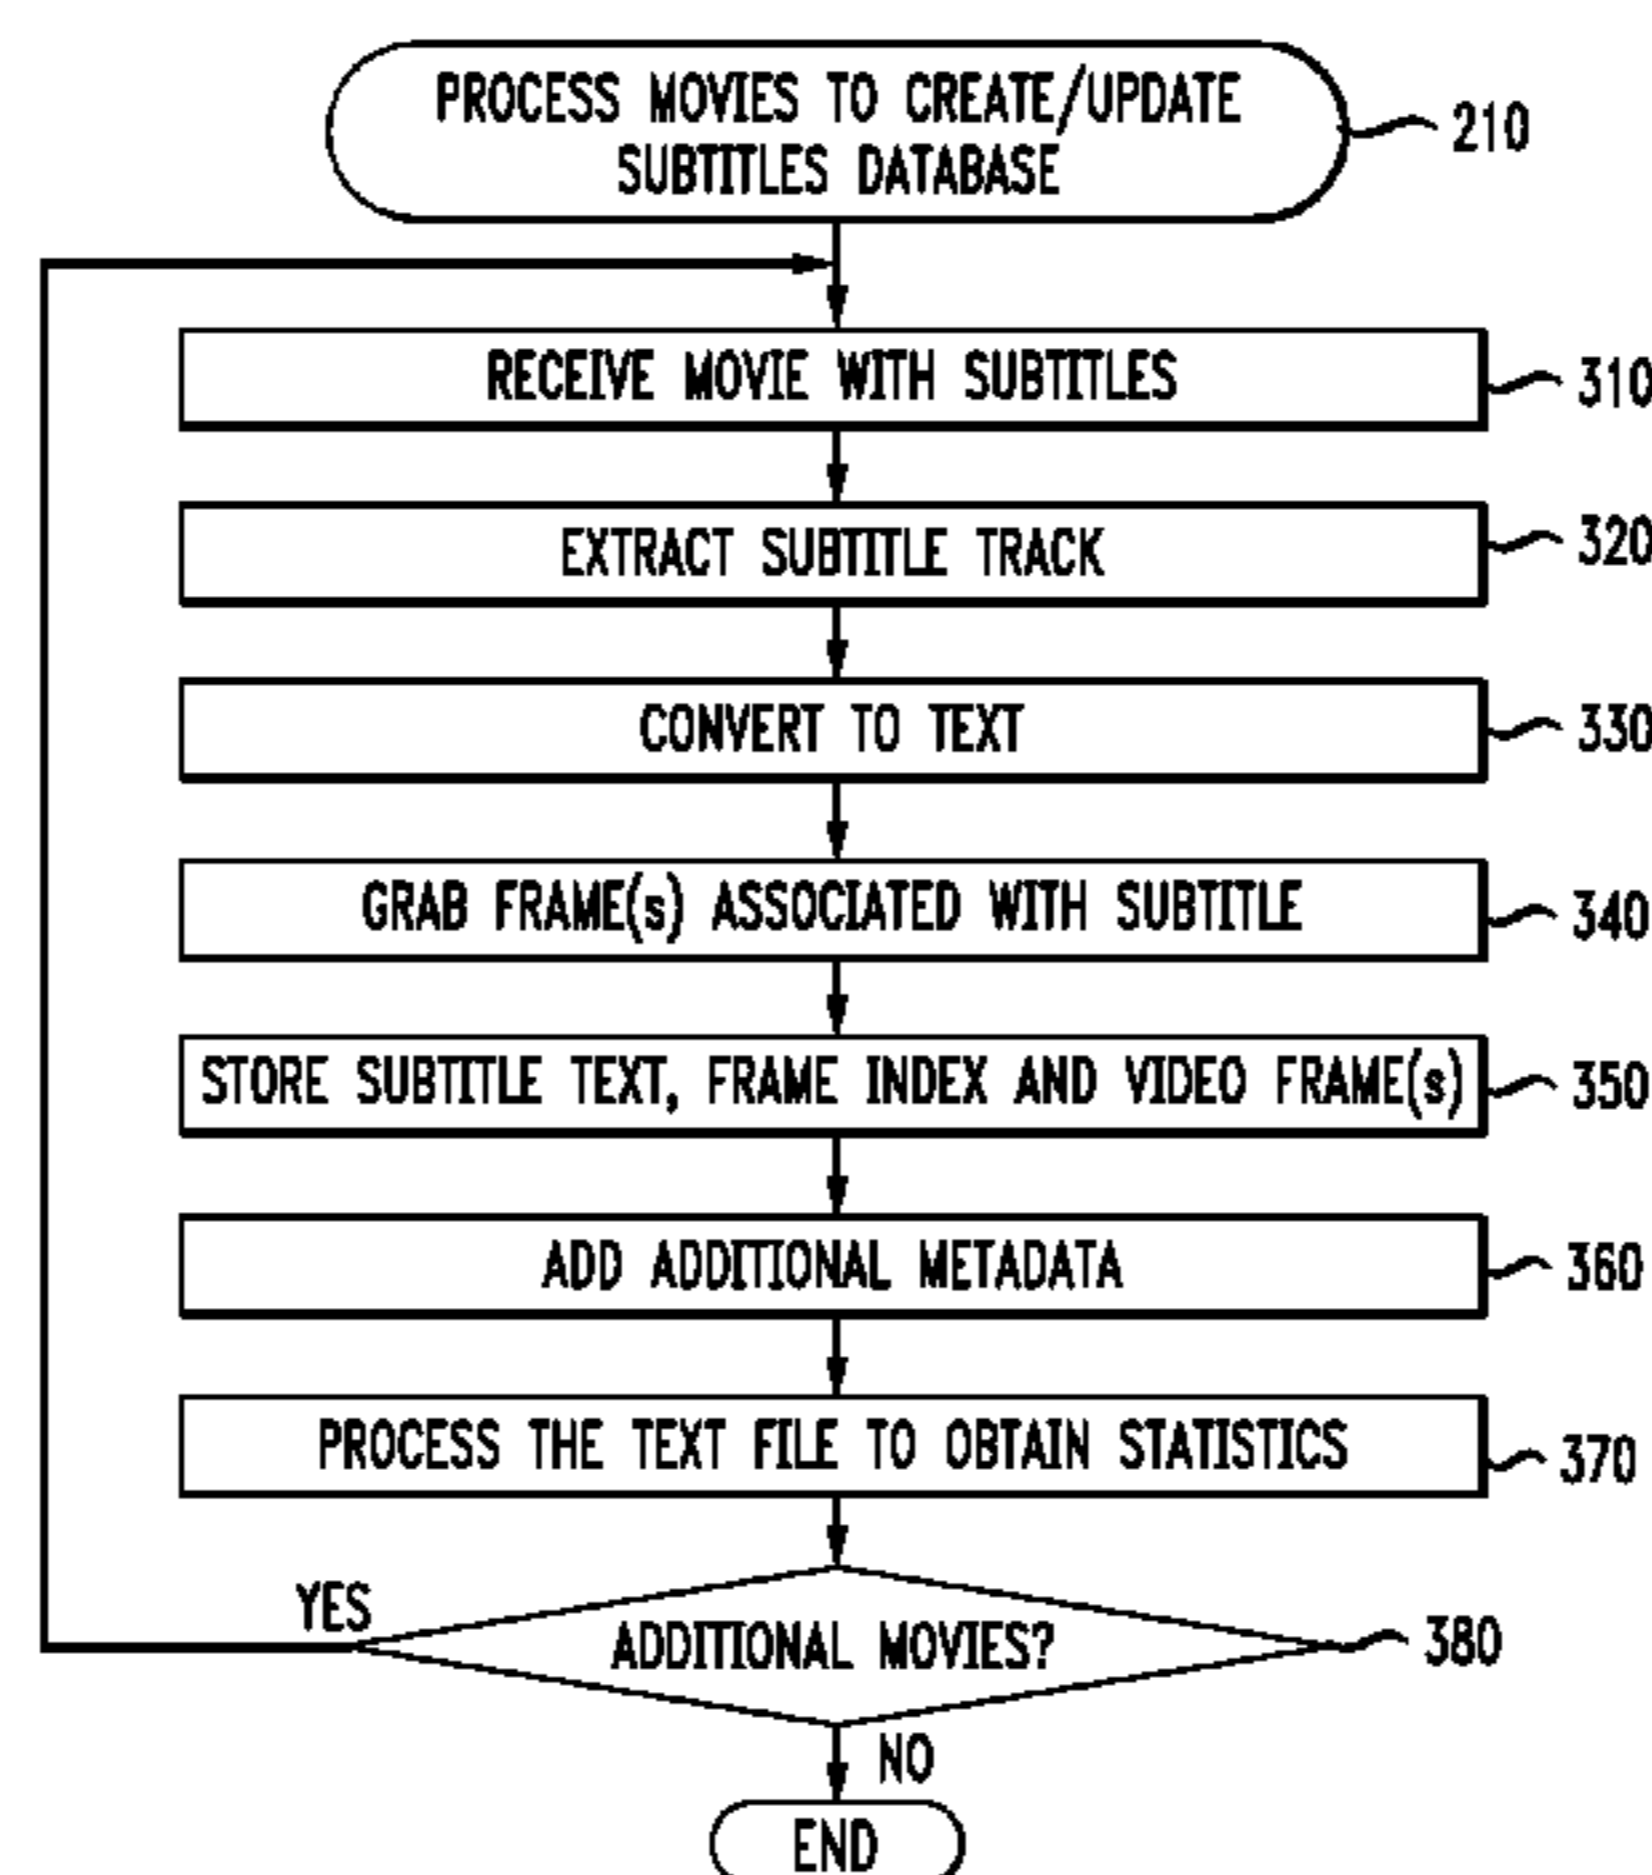 PROCESS MOVIES TO CREATE/UPDATE
SUBTITLES DATABASE
210
RECEIVE MOVIE WITH SUBTITLES
310
EXTRACT SUBTITLE TRACK
320
CONVERT TO TEXT
330
GRAB FRAME(s) ASSOCIATED WITH SUBTITLE
340
STORE SUBTITLE TEXT, FRAME INDEX AND VIDEO FRAME(s)
350
ADD ADDITIONAL METADATA
360
PROCESS THE TEXT FILE TO OBTAIN STATISTICS
370
YES
ADDITIONAL MOVIES?
380
NO
END